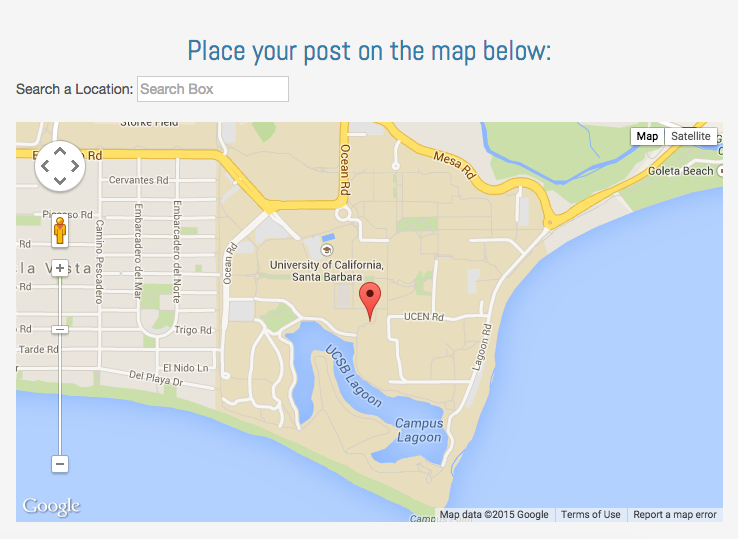 Place your post on the map below:
Search a Location: Search Box
Storke Field
Map Satellite
Rd
Ocean Rd
Mesa Rd
Goleta Beach
Cervantes Rd
Picasso Rd
Embarcadero del Mar
Embarcadero del Norte
Camino Pescadero
Rd
Ocean Rd
la Vista
University of California,
Santa Barbara
UCEN Rd
Rd
Trigo Rd
Lagoon Rd
Tarde Rd
El Nido Ln
Del Playa Dr
UCSB Lagoon
Campus
Lagoon
Google
Map data ©2015 Google Terms of Use Report a map error